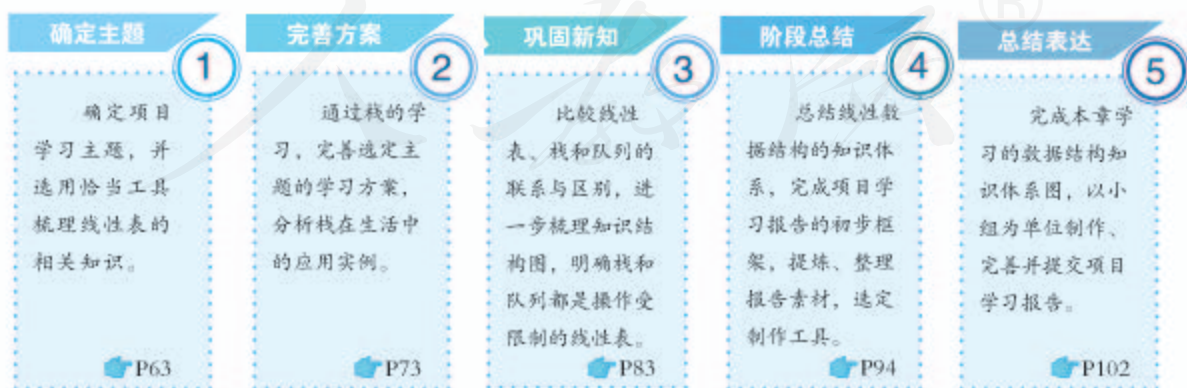 确定主题
1
确定项目
学习主题，并
选用恰当工具
梳理线性表的
相关知识。
P63
完善方案
2
通过栈的学
习，完善选定主
题的学习方案，
分析栈在生活中
的应用实例。
P73
巩固新知
3
比较线性
表、栈和队列的
联系与区别，进
一步梳理知识结
构图，明确栈和
队列都是操作受
限制的线性表。
P83
阶段总结
4
总结线性数
据结构的知识体
系，完成项目学
习报告的初步框
架，提炼、整理
报告素材，选定
制作工具。
P94
总结表达
5
完成本章学
习的数据结构知
识体系图，以小
组为单位制作、
完善并提交项目
学习报告。
P102